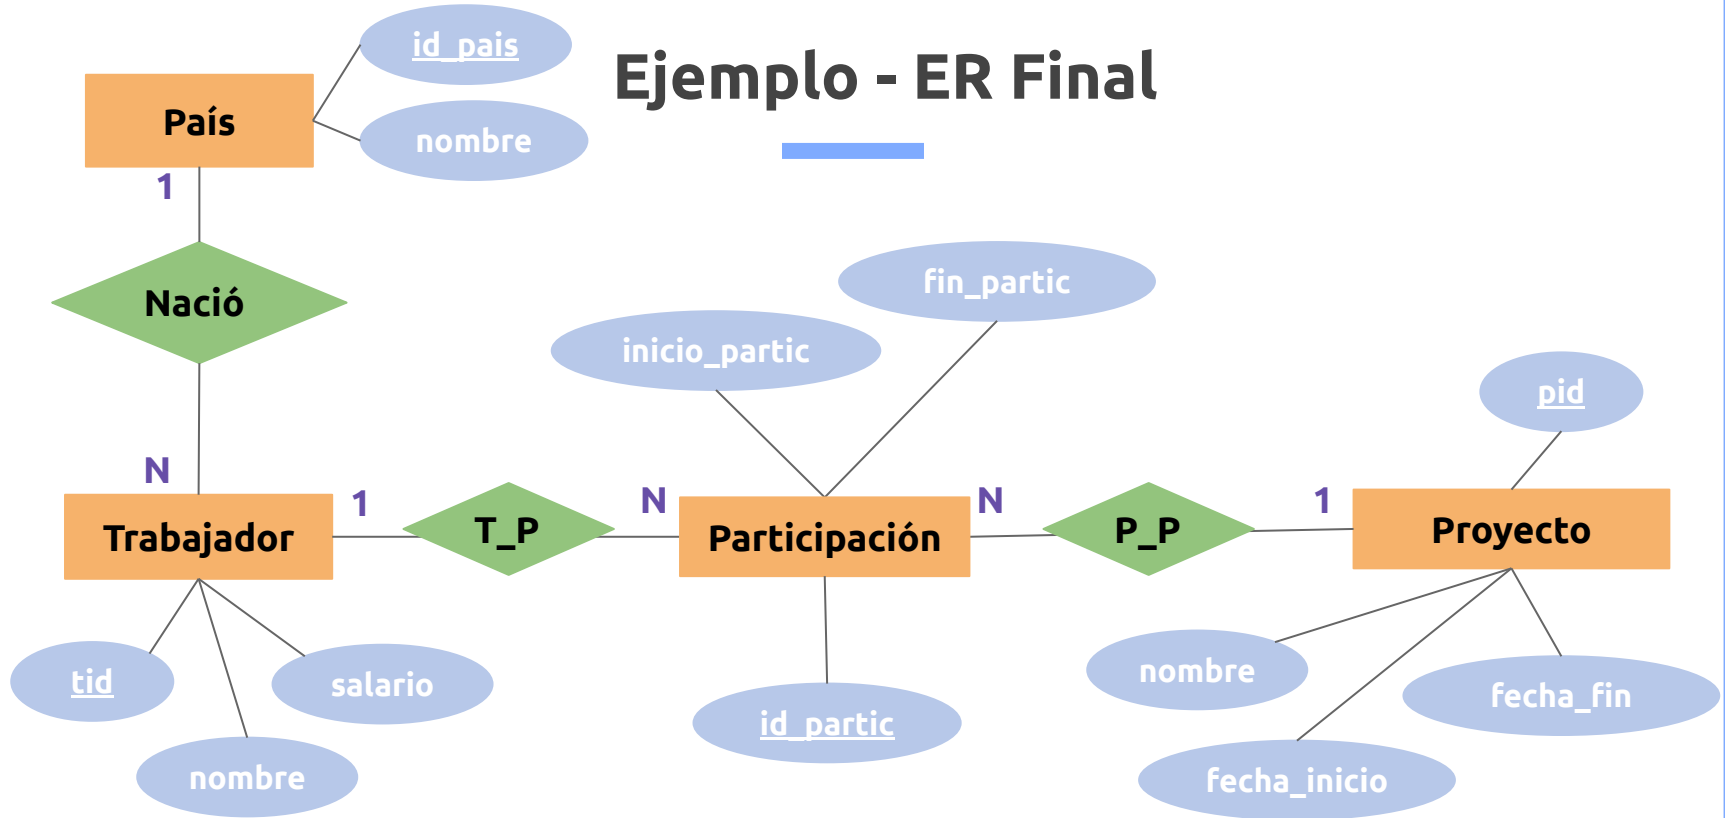 Ejemplo - ER Final
id_pais
País
nombre
1
Nació
N
fin_partic
inicio_partic
pid
Trabajador
1
T_P
N
Participación
N
P_P
1
Proyecto
tid
salario
nombre
id_partic
nombre
fecha_fin
fecha_inicio